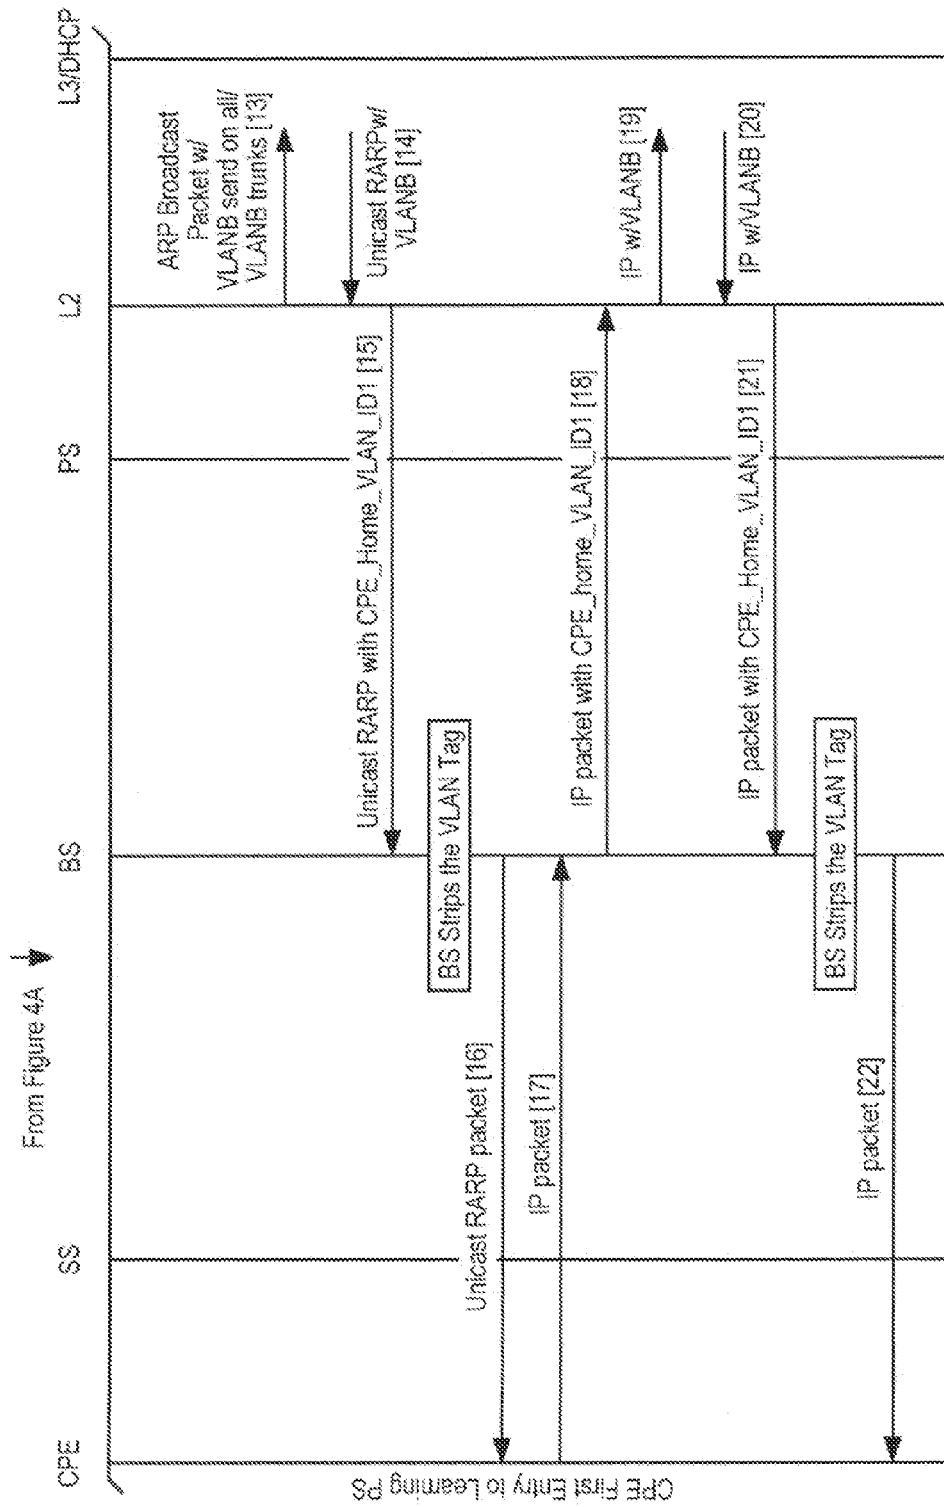 From Figure 4A
CPE
SS
BS
PS
L2
L3/DHCP
ARP Broadcast
Packet w/
VLANB send on all/
VLANB trunks [13]
Unicast RARPw/
VLANB [14]
Unicast RARP with CPE_Home_VLAN_ID1 [15]
BS Strips the VLAN Tag
Unicast RARP packet [16]
IP packet [17]
IP packet with CPE_home_VLAN_ID1 [18]
IP w/VLANB [19]
IP w/VLANB [20]
IP packet with CPE_Home_VLAN_ID1 [21]
BS Strips the VLAN Tag
IP packet [22]
CPE First Entry to Learning PS